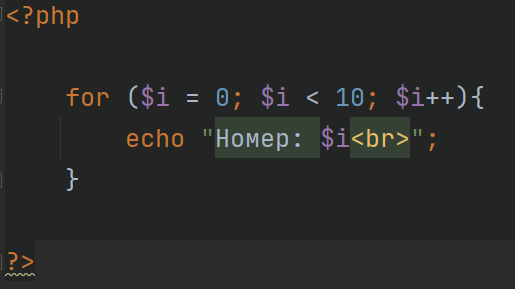 <?php
for ($i = 0; $i < 10; $i++){
echo "Номер: $i<br>";
}
?>